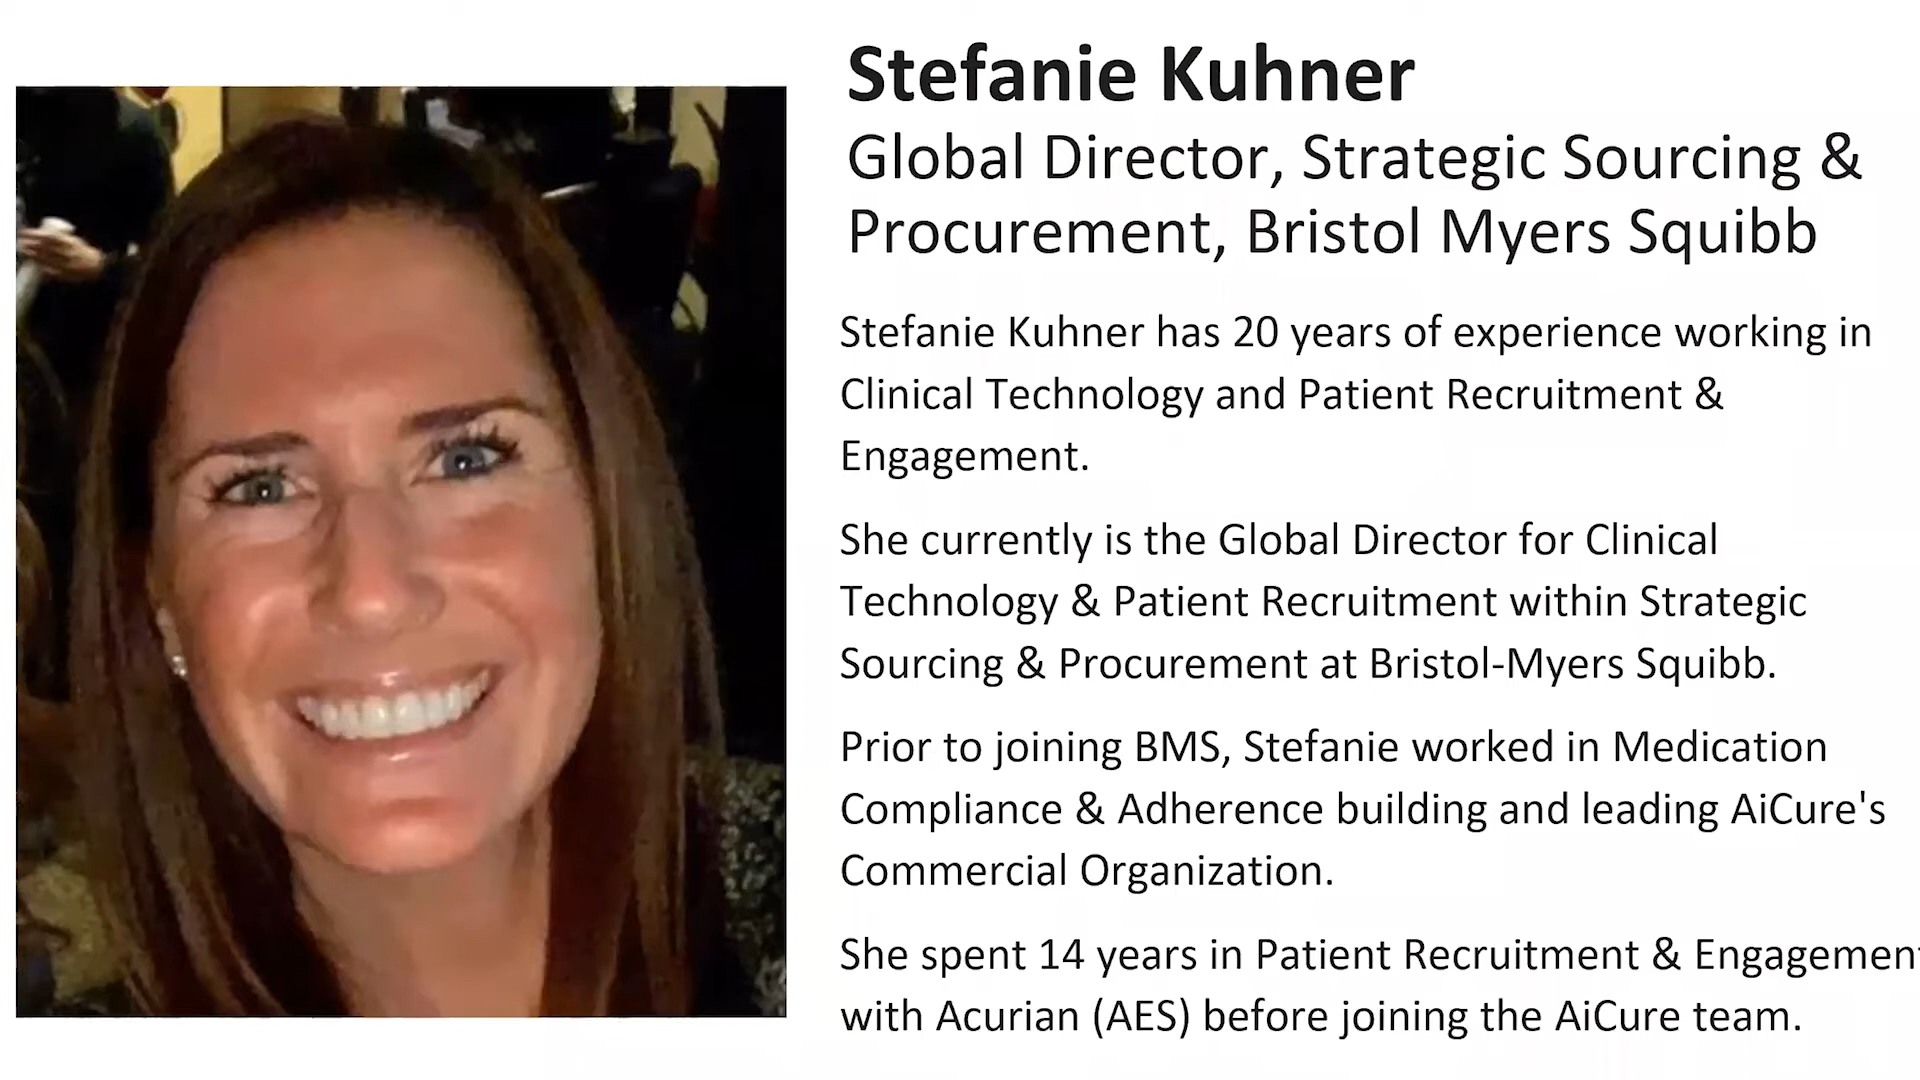 Stefanie Kuhner
Global Director, Strategic Sourcing &
Procurement, Bristol Myers Squibb
Stefanie Kuhner has 20 years of experience working in
Clinical Technology and Patient Recruitment &
Engagement.
She currently is the Global Director for Clinical
Technology & Patient Recruitment within Strategic
Sourcing & Procurement at Bristol-Myers Squibb.
Prior to joining BMS, Stefanie worked in Medication
Compliance & Adherence building and leading AiCure's
Commercial Organization.
She spent 14 years in Patient Recruitment & Engagement
with Acurian (AES) before joining the AiCure team.